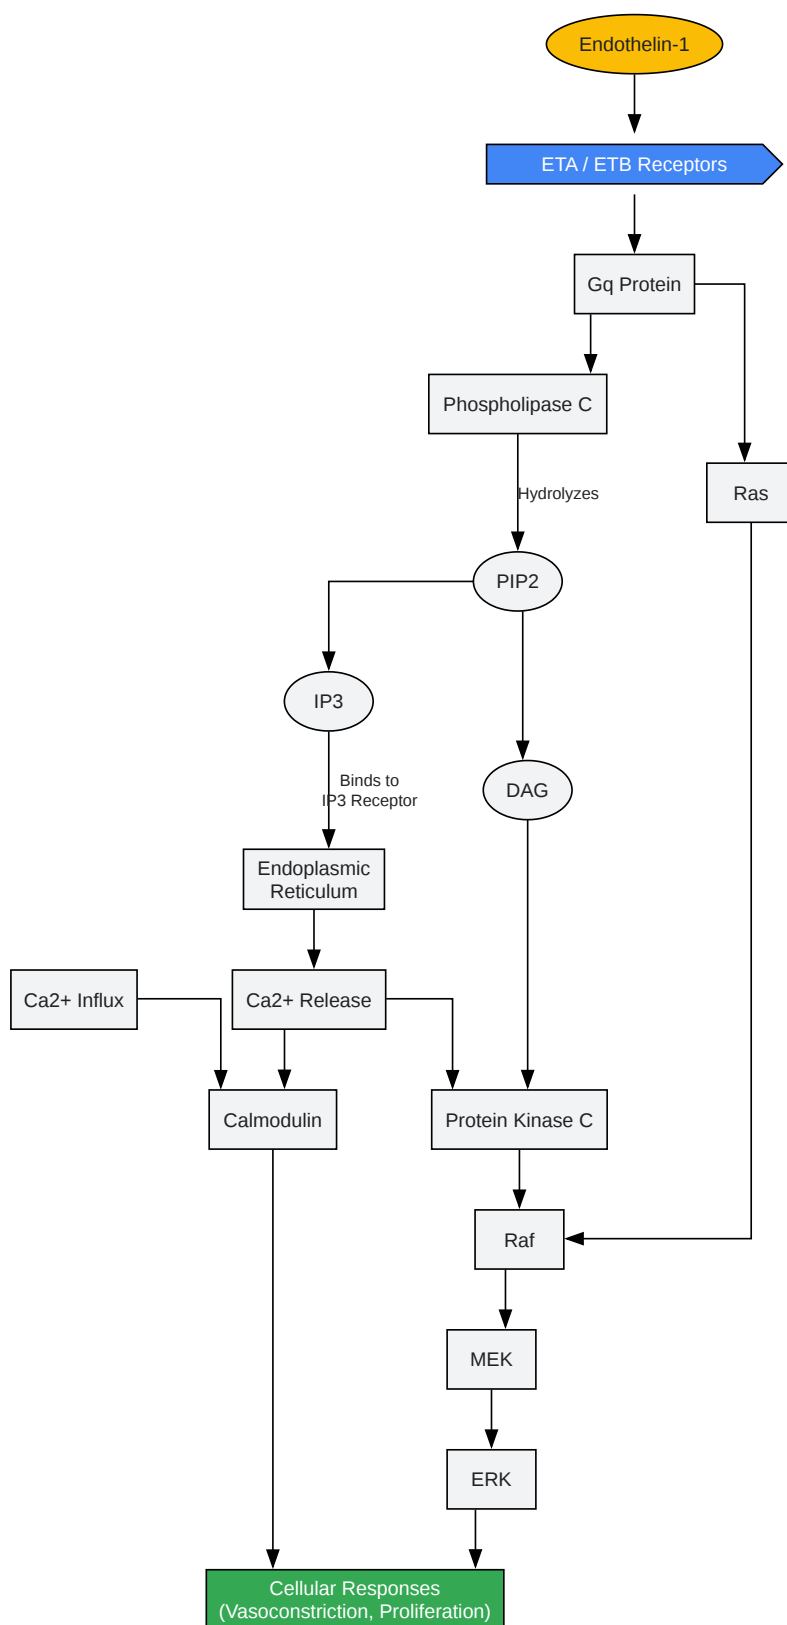 Endothelin-1
ETA / ETB Receptors
Gq Protein
Phospholipase C
Hydrolyzes
Ras
PIP2
IP3
Binds to
IP3 Receptor
DAG
Endoplasmic
Reticulum
Ca2+ Influx
Ca2+ Release
Calmodulin
Protein Kinase C
Raf
MEK
ERK
Cellular Responses
(Vasoconstriction, Proliferation)